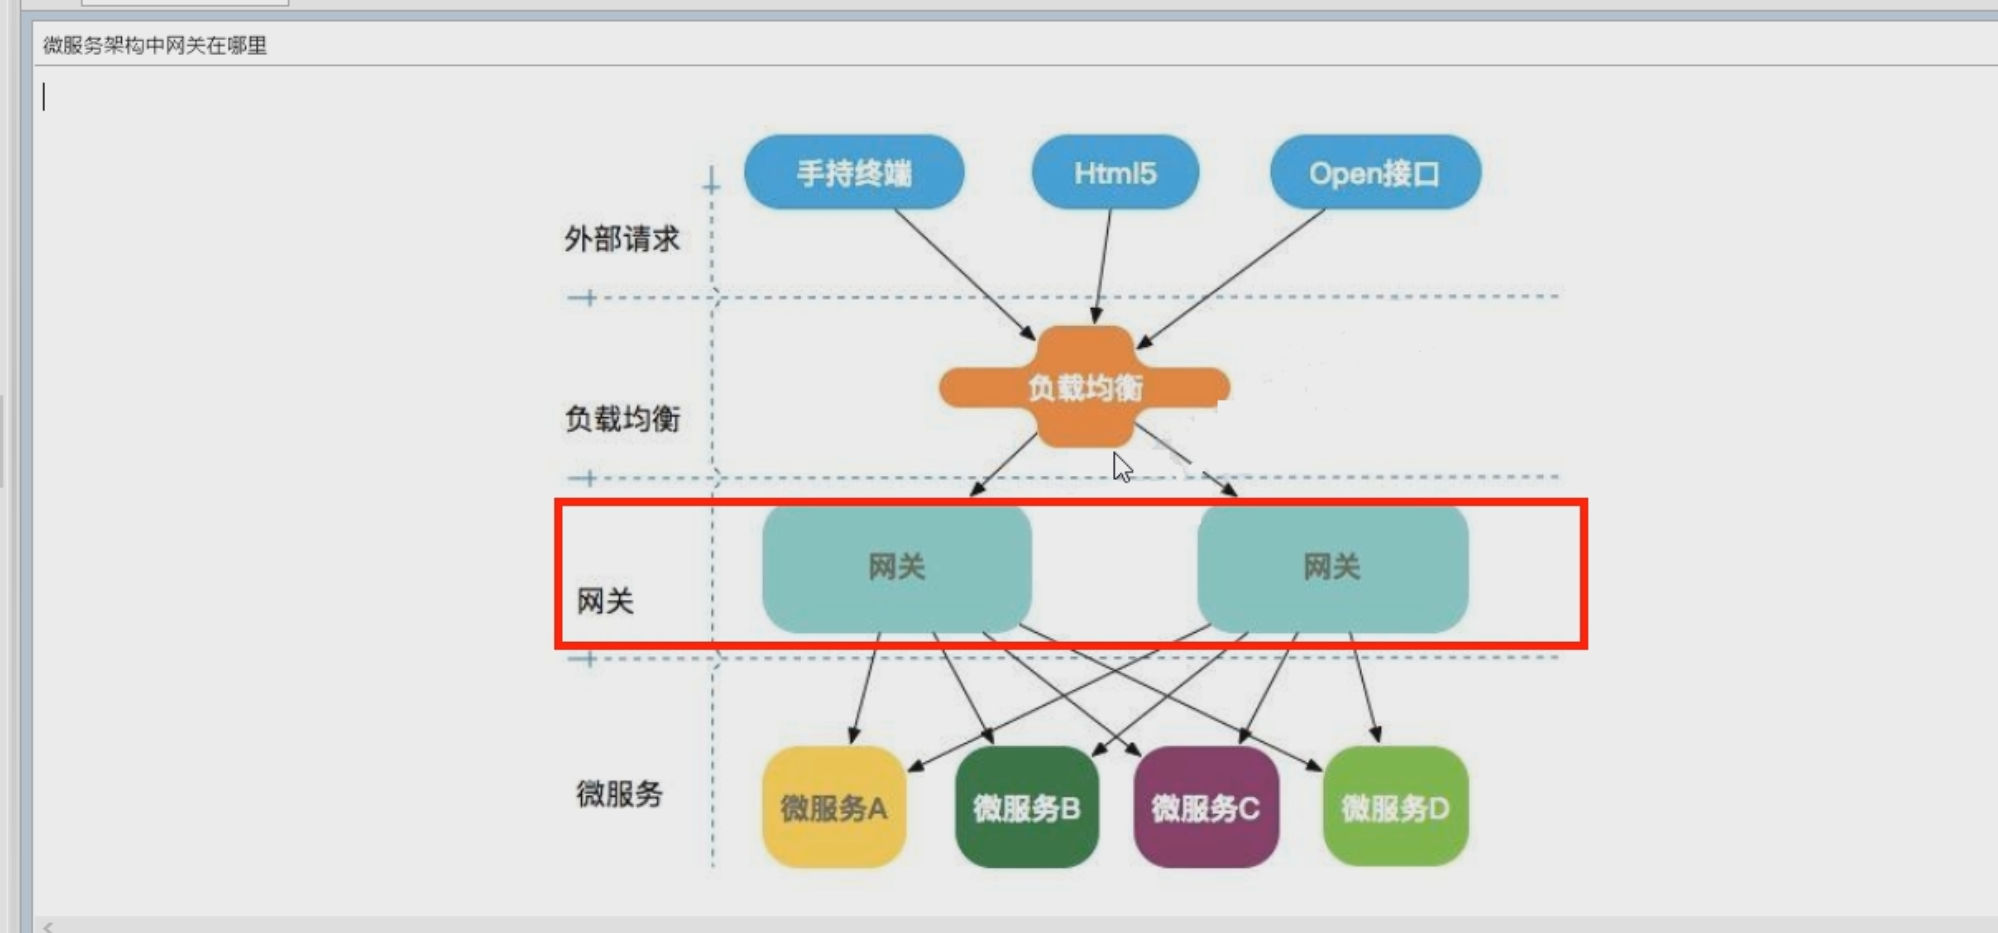 微服务架构中网关在哪里
手持终端
Html5
Open接口
外部请求
负载均衡
负载均衡
网关
网关
网关
微服务
微服务A
微服务B
微服务C
微服务D